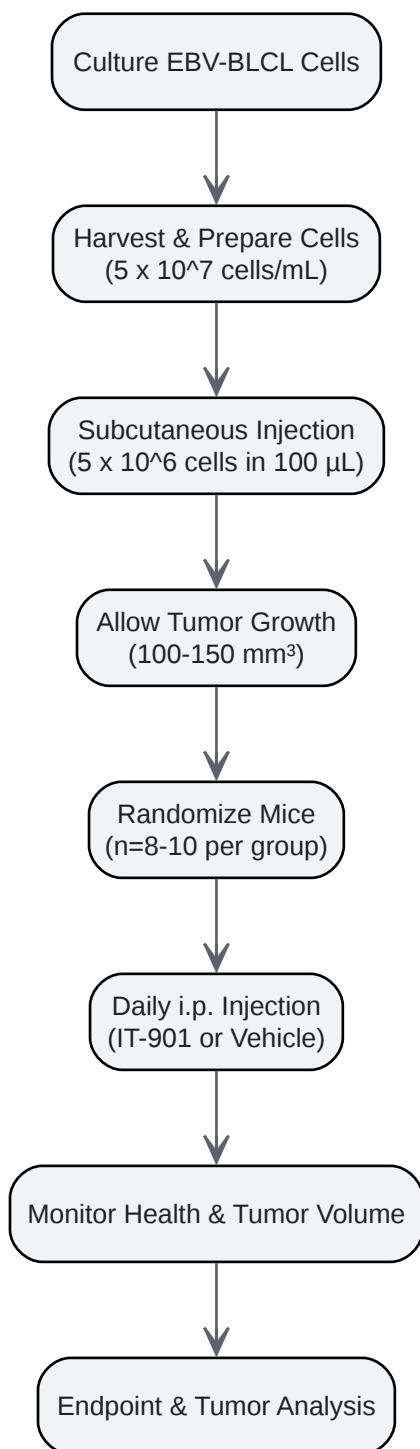 Culture EBV-BLCL Cells
Harvest & Prepare Cells
(5 x 10^7 cells/mL)
Subcutaneous Injection
(5 x 10^6 cells in 100 µL)
Allow Tumor Growth
(100-150 mm³)
Randomize Mice
(n=8-10 per group)
Daily i.p. Injection
(IT-901 or Vehicle)
Monitor Health & Tumor Volume
Endpoint & Tumor Analysis